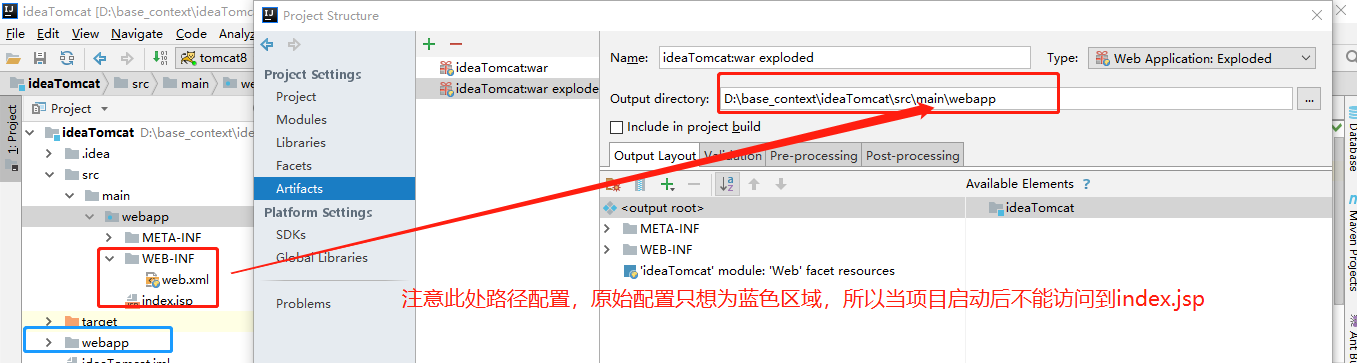 ideaTomcat [D:\base_context\ideaTomcat]
File Edit View Navigate Code Analyz
tomcat8
ideaTomcat src main we
Project
1: Project
ideaTomcat D:\base_context\ide
.idea
src
main
webapp
META-INF
WEB-INF
web.xml
index.jsp
target
webapp
ideaTomcat.iml
Project Structure
Project Settings
Project
Modules
Libraries
Facets
Artifacts
Platform Settings
SDKs
Global Libraries
Problems
ideaTomcat:war
ideaTomcat:war explode
Name: ideaTomcat:war exploded
Type: Web Application: Exploded
Output directory: D:\base_context\ideaTomcat\src\main\webapp
...
Include in project build
Output Layout Validation Pre-processing Post-processing
Available Elements ?
<output root>
META-INF
WEB-INF
'ideaTomcat' module: 'Web' facet resources
ideaTomcat
注意此处路径配置，原始配置只想为蓝色区域，所以当项目启动后不能访问到index.jsp
Database
Maven Projects
Ant B